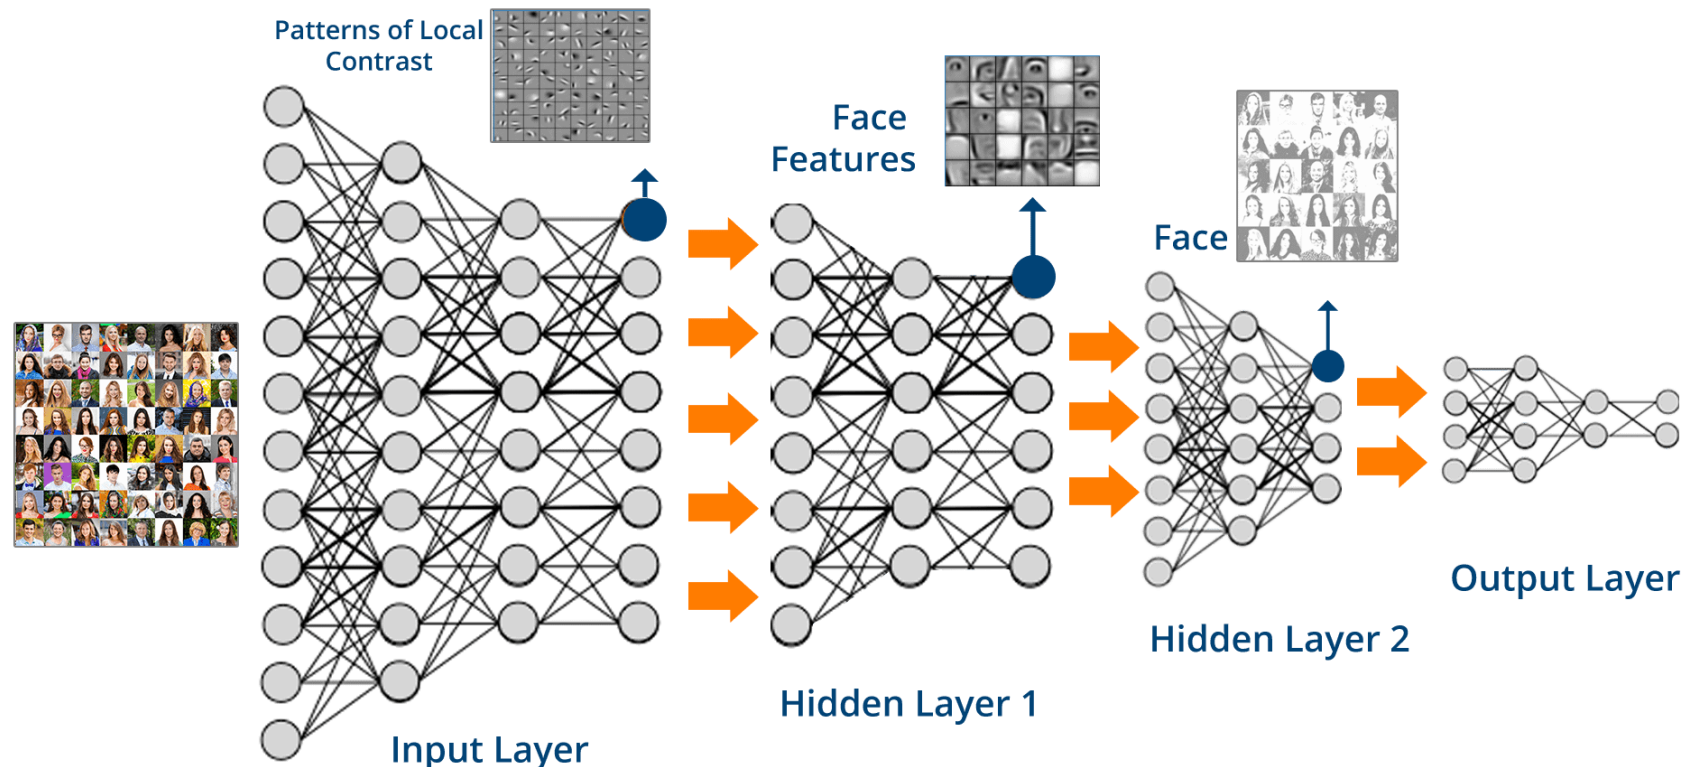 Patterns of Local
Contrast
Face
Features
Face
Input Layer
Hidden Layer 1
Hidden Layer 2
Output Layer